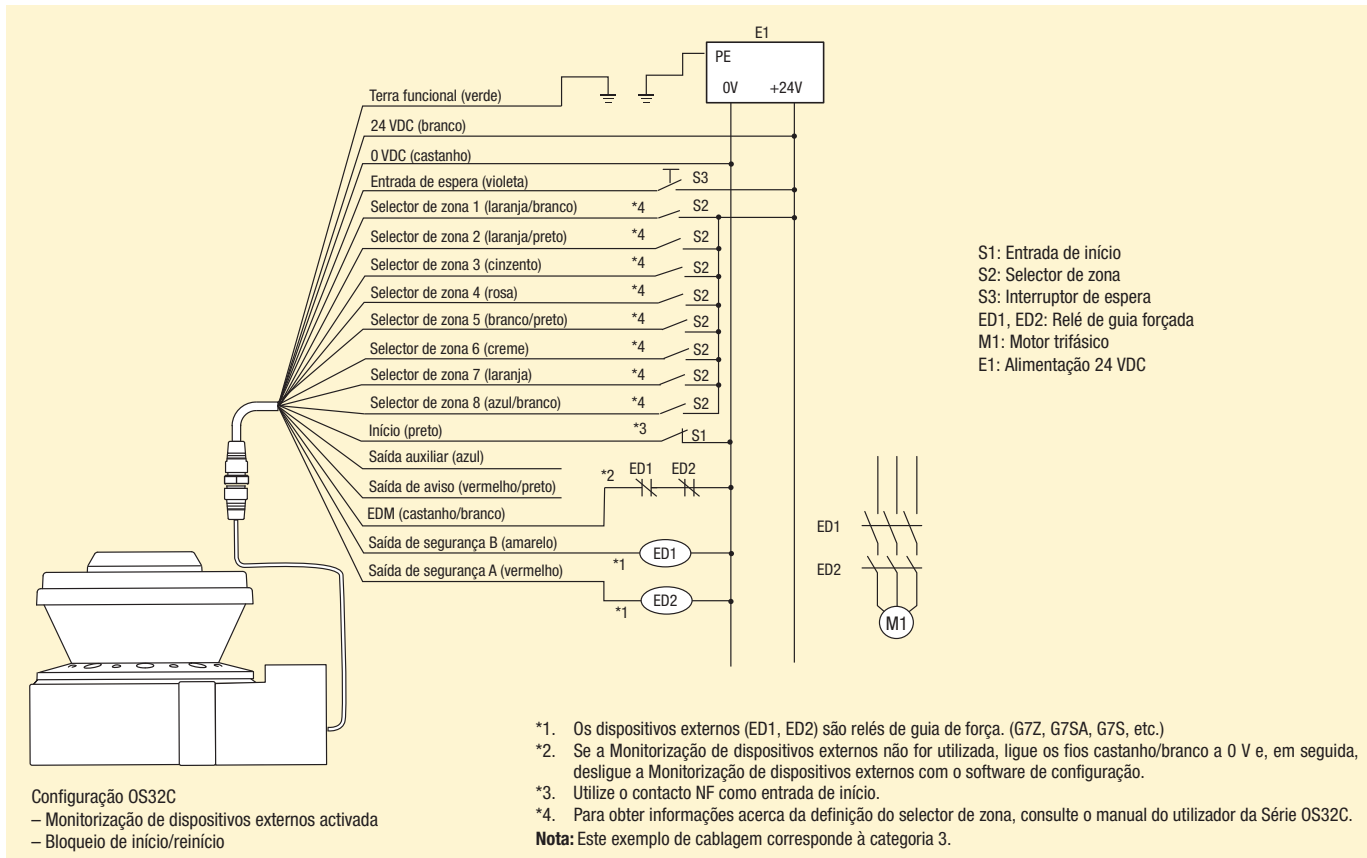 E1
PE
0V +24V
Terra funcional (verde)
24 VDC (branco)
0 VDC (castanho)
Entrada de espera (violeta) S3
Selector de zona 1 (laranja/branco) *4 S2
Selector de zona 2 (laranja/preto) *4 S2
Selector de zona 3 (cinzento) *4 S2
Selector de zona 4 (rosa) *4 S2
Selector de zona 5 (branco/preto) *4 S2
Selector de zona 6 (creme) *4 S2
Selector de zona 7 (laranja) *4 S2
Selector de zona 8 (azul/branco) *4 S2
Início (preto) *3 S1
Saída auxiliar (azul)
Saída de aviso (vermelho/preto) *2 ED1 ED2
EDM (castanho/branco)
Saída de segurança B (amarelo) *1 ED1
Saída de segurança A (vermelho) *1 ED2
S1: Entrada de início
S2: Selector de zona
S3: Interruptor de espera
ED1, ED2: Relé de guia forçada
M1: Motor trifásico
E1: Alimentação 24 VDC
ED1
ED2
M1
Configuração OS32C
– Monitorização de dispositivos externos activada
– Bloqueio de início/reinício
*1. Os dispositivos externos (ED1, ED2) são relés de guia de força. (G7Z, G7SA, G7S, etc.)
*2. Se a Monitorização de dispositivos externos não for utilizada, ligue os fios castanho/branco a 0 V e, em seguida,
desligue a Monitorização de dispositivos externos com o software de configuração.
*3. Utilize o contacto NF como entrada de início.
*4. Para obter informações acerca da definição do selector de zona, consulte o manual do utilizador da Série OS32C.
Nota: Este exemplo de cablagem corresponde à categoria 3.